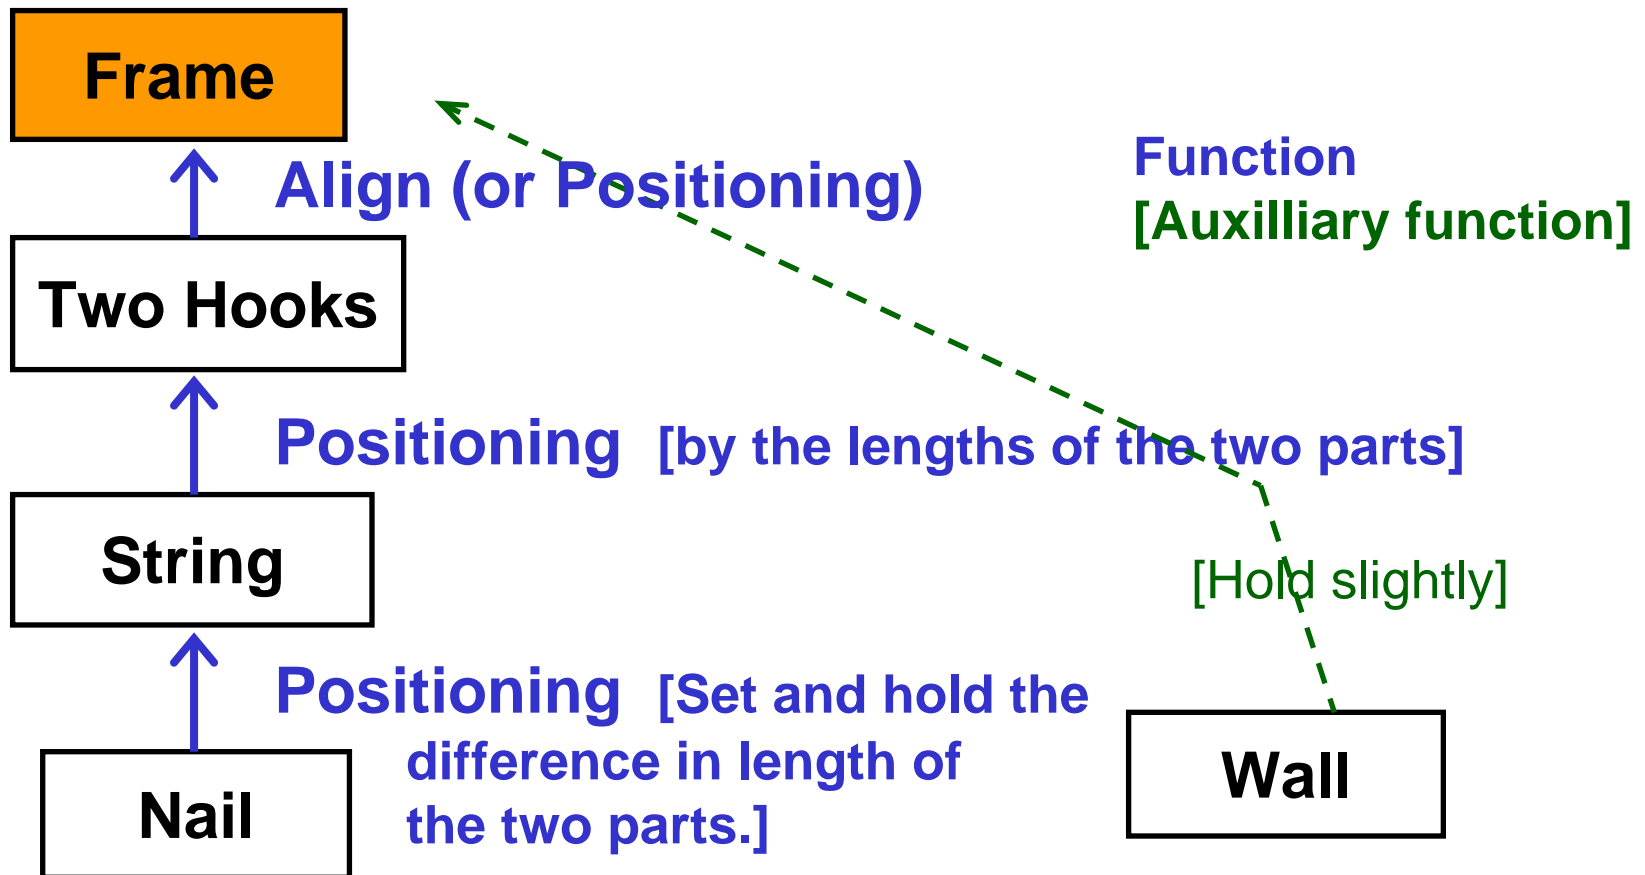 Frame
Align (or Positioning)
Function
[Auxilliary function]
Two Hooks
Positioning [by the lengths of the two parts]
String
[Hold slightly]
Positioning [Set and hold the
difference in length of
the two parts.]
Nail
Wall